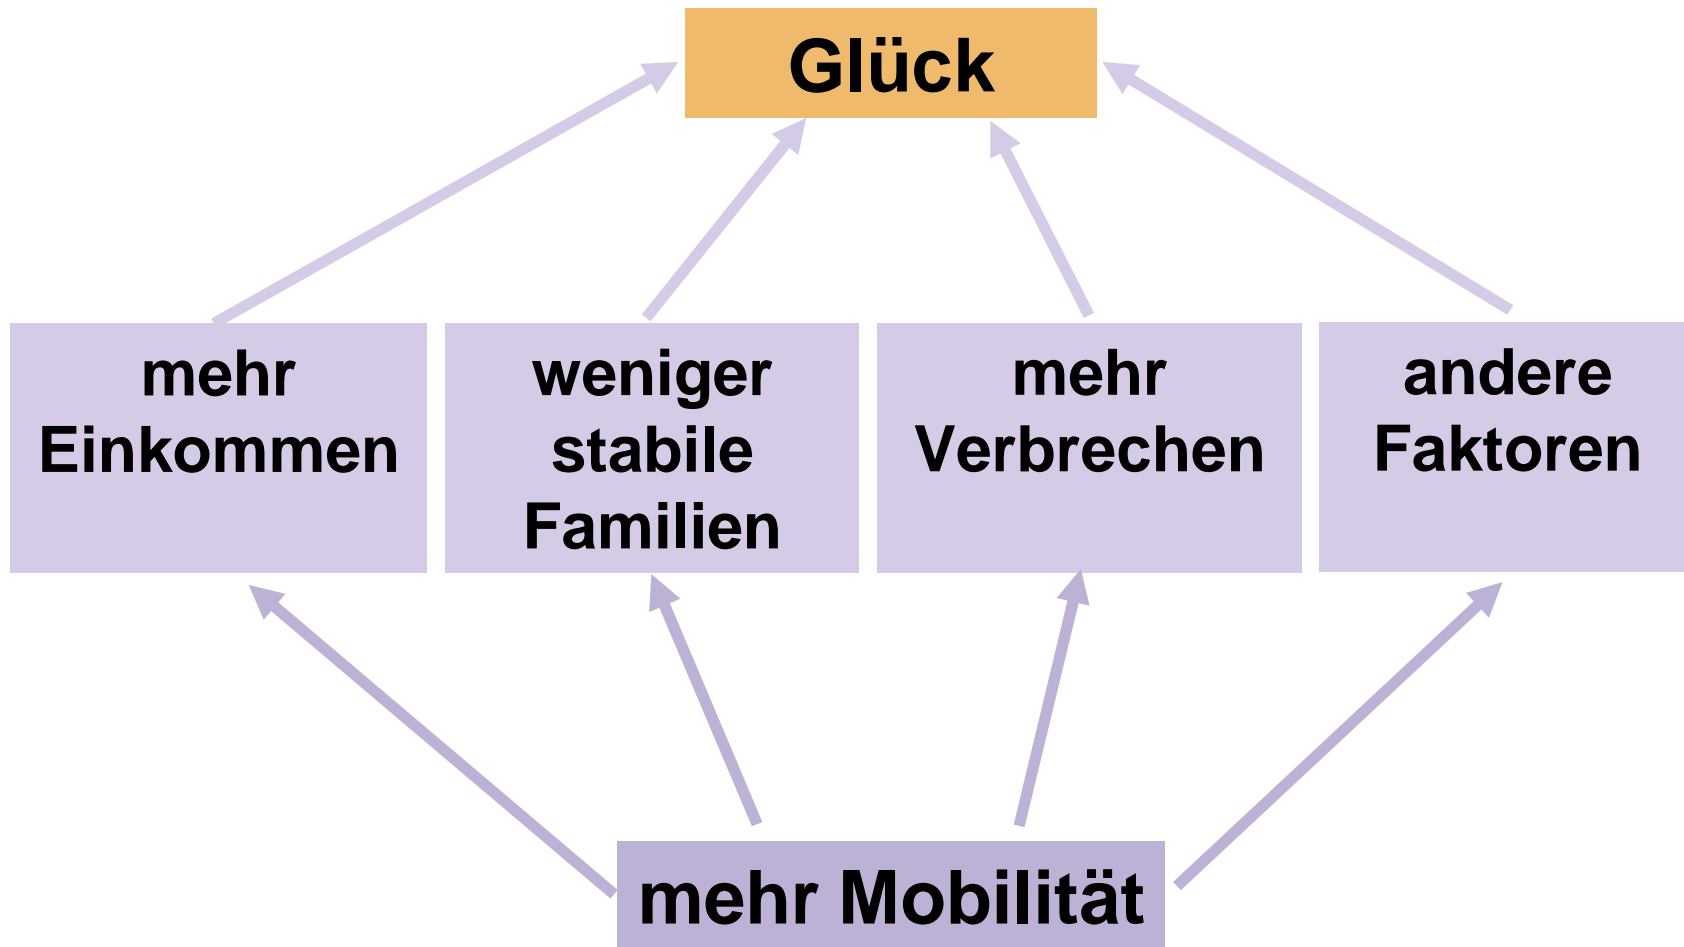 Glück
mehr
Einkommen
weniger
stabile
Familien
mehr
Verbrechen
andere
Faktoren
mehr Mobilität